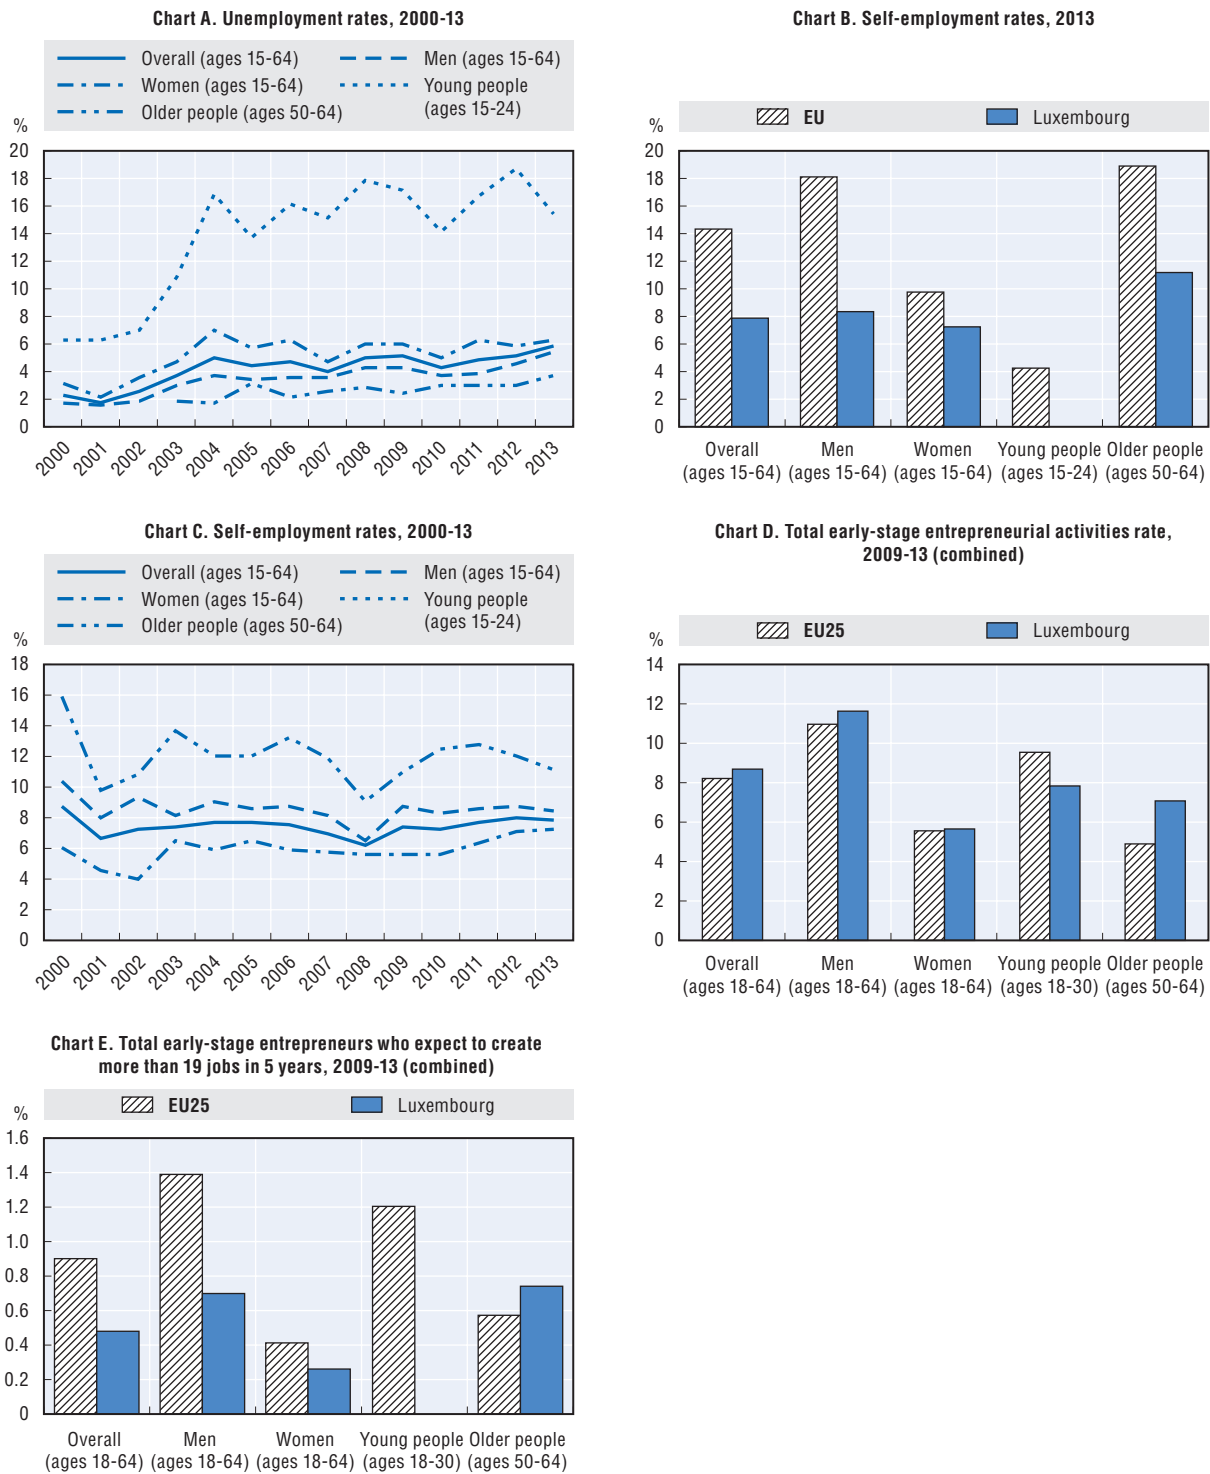 Chart A. Unemployment rates, 2000-13
Overall (ages 15-64)
Men (ages 15-64)
Women (ages 15-64)
Young people
(ages 15-24)
Older people (ages 50-64)
%
20
18
16
14
12
10
8
6
4
2
0
2000
2001
2002
2003
2004
2005
2006
2007
2008
2009
2010
2011
2012
2013
Chart B. Self-employment rates, 2013
EU
Luxembourg
%
20
18
16
14
12
10
8
6
4
2
0
Overall
(ages 15-64)
Men
(ages 15-64)
Women
(ages 15-64)
Young people
(ages 15-24)
Older people
(ages 50-64)
Chart C. Self-employment rates, 2000-13
Overall (ages 15-64)
Men (ages 15-64)
Women (ages 15-64)
Young people
(ages 15-24)
Older people (ages 50-64)
%
18
16
14
12
10
8
6
4
2
0
2000
2001
2002
2003
2004
2005
2006
2007
2008
2009
2010
2011
2012
2013
Chart D. Total early-stage entrepreneurial activities rate,
2009-13 (combined)
EU25
Luxembourg
%
14
12
10
8
6
4
2
0
Overall
(ages 18-64)
Men
(ages 18-64)
Women
(ages 18-64)
Young people
(ages 18-30)
Older people
(ages 50-64)
Chart E. Total early-stage entrepreneurs who expect to create
more than 19 jobs in 5 years, 2009-13 (combined)
EU25
Luxembourg
%
1.6
1.4
1.2
1.0
0.8
0.6
0.4
0.2
0
Overall
(ages 18-64)
Men
(ages 18-64)
Women
(ages 18-64)
Young people
(ages 18-30)
Older people
(ages 50-64)